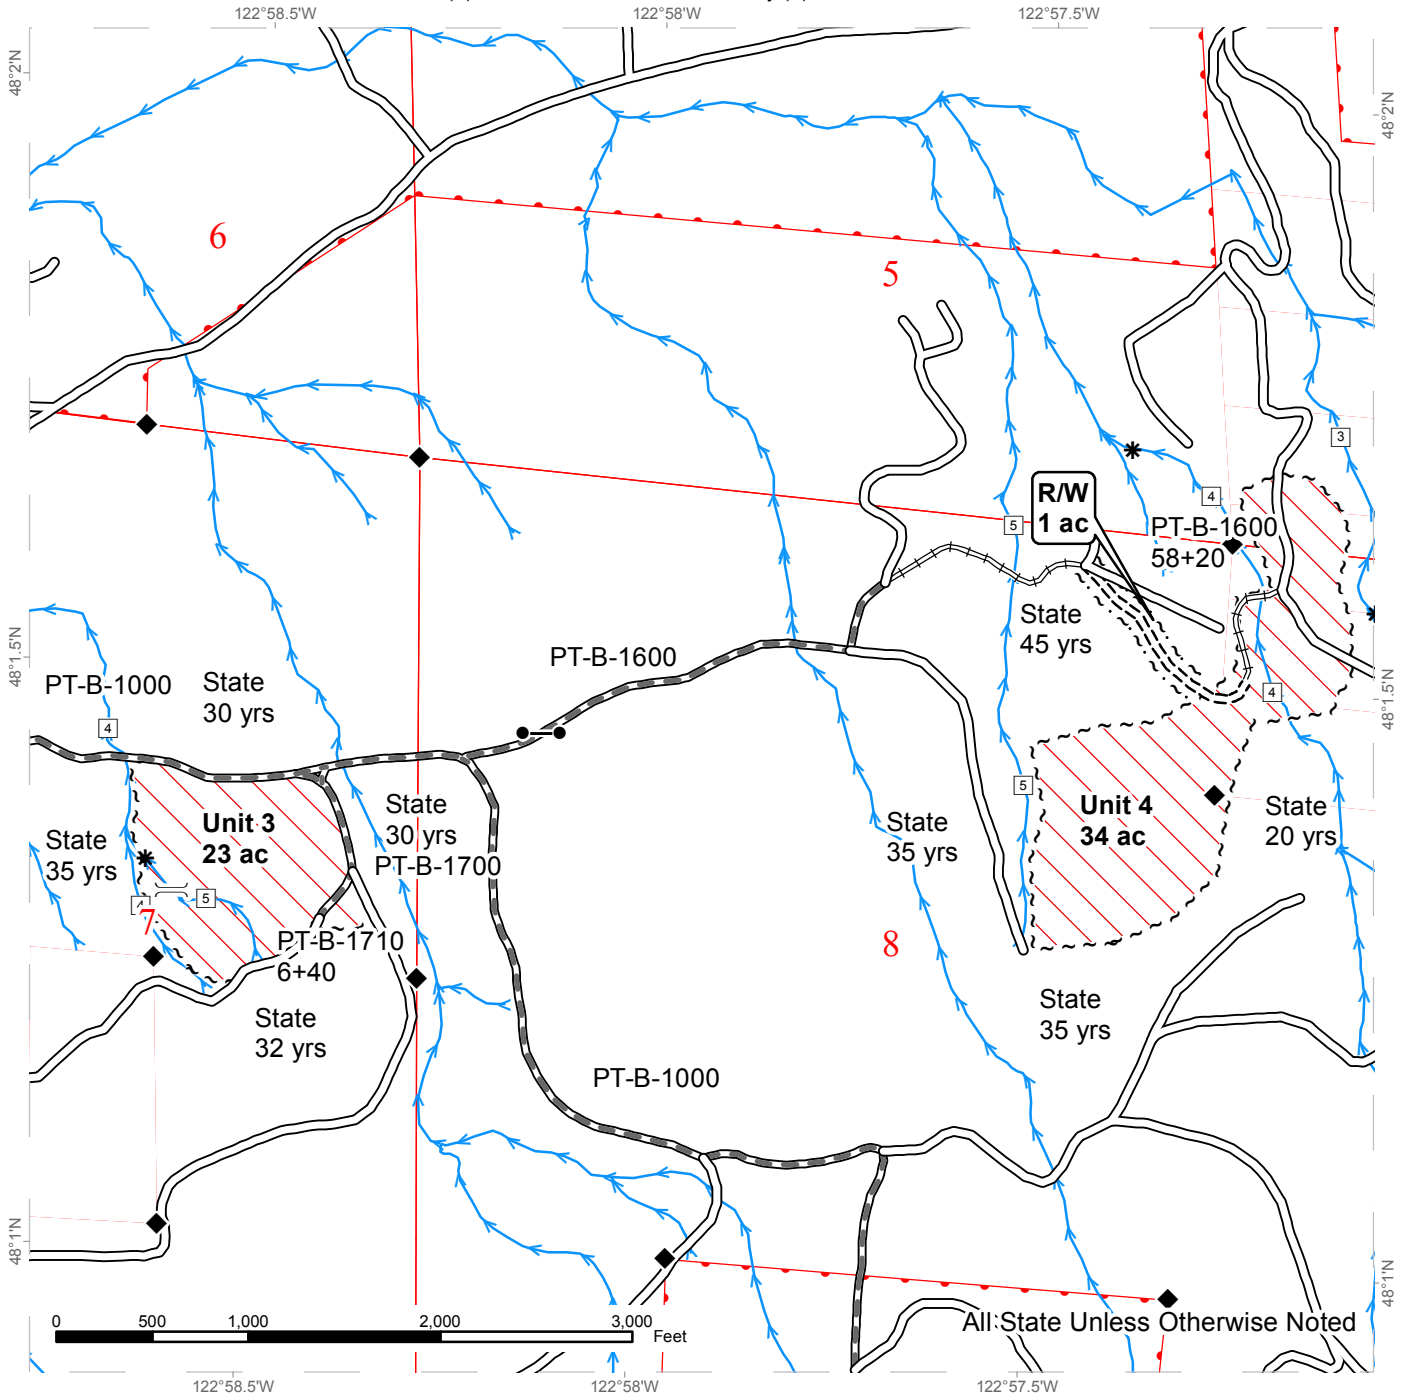 122°58.5'W
122°58'W
122°57.5'W
48°2'N
48°2'N
6
5
3
4
R/W
1 ac
5
PT-B-1600
58+20
State
45 yrs
48°1.5'N
48°1.5'N
PT-B-1600
PT-B-1000
State
30 yrs
4
4
5
Unit 3
23 ac
State
30 yrs
PT-B-1700
State
35 yrs
State
35 yrs
Unit 4
34 ac
State
20 yrs
4
5
7
PT-B-1710
6+40
8
State
32 yrs
State
35 yrs
PT-B-1000
48°1'N
48°1'N
0
500
1,000
2,000
3,000
Feet
All State Unless Otherwise Noted
122°58.5'W
122°58'W
122°57.5'W